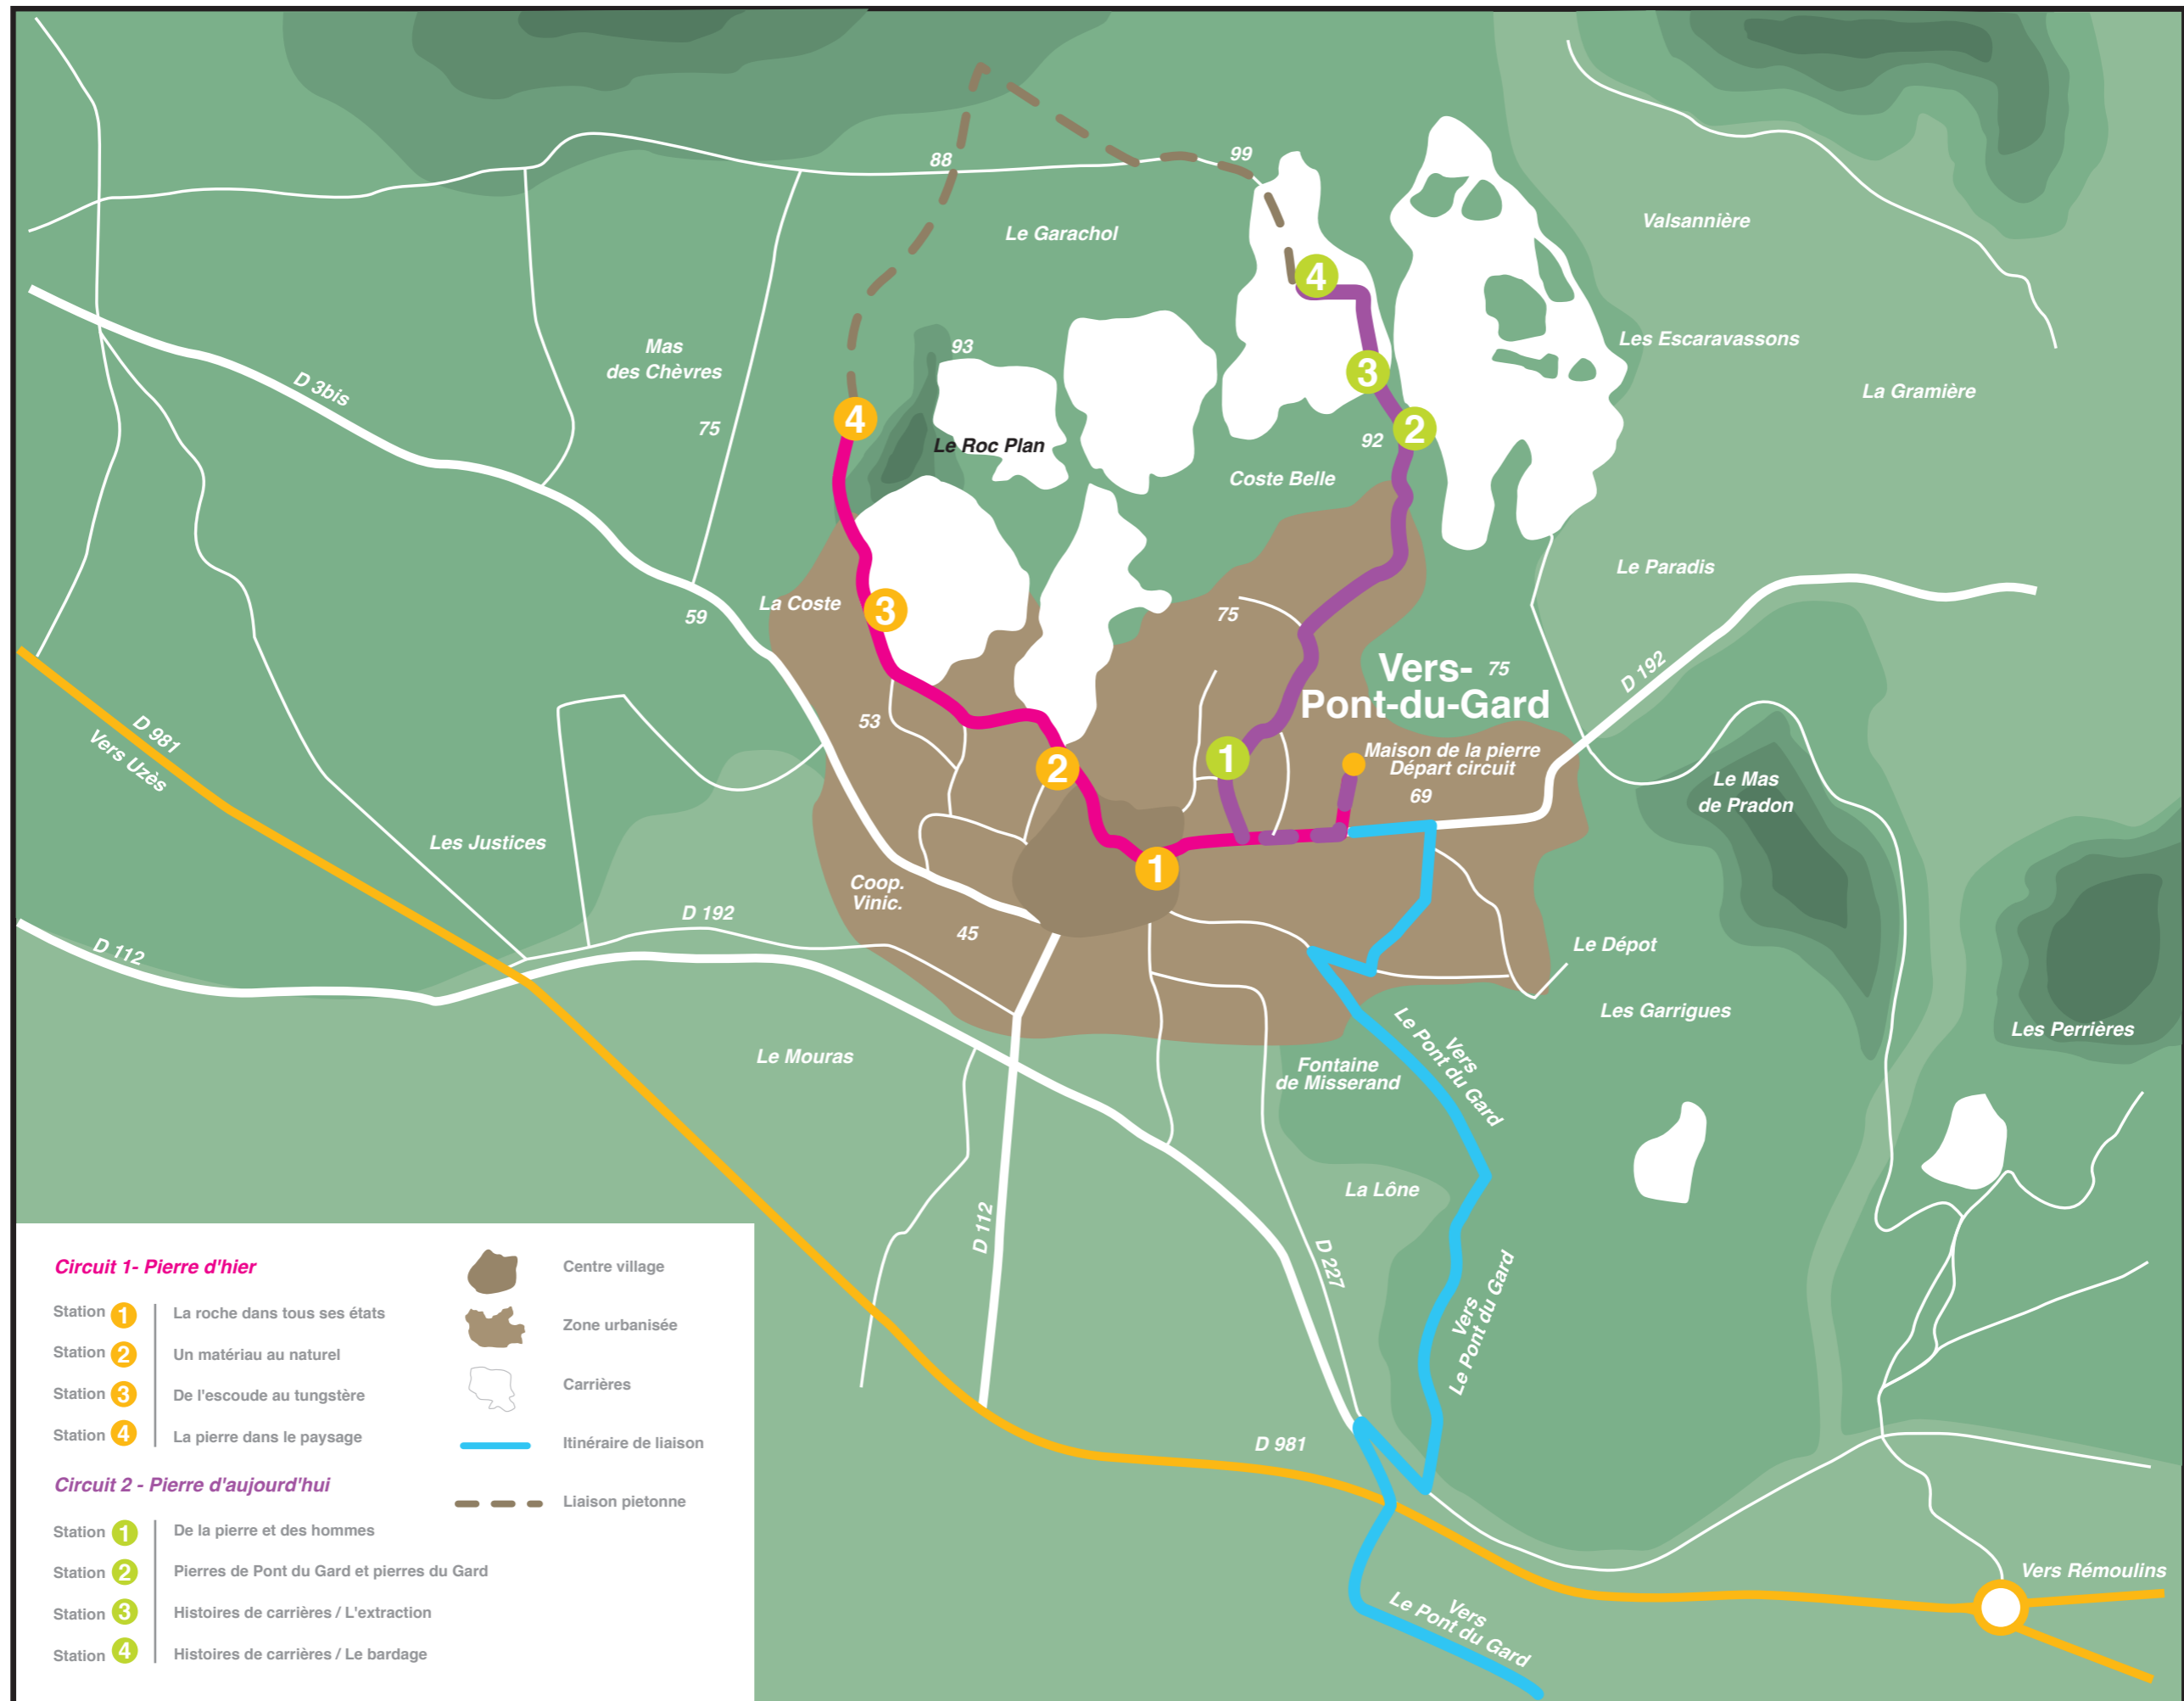 88
99
Le Garachol
Valsannière
Mas
des Chèvres
75
D 3bis
93
Le Roc Plan
4
4
3
2
92
Coste Belle
Les Escaravassons
La Gramière
Le Paradis
La Coste
59
3
75
Vers-
Pont-du-Gard
75
D 192
D 981
Vers Uzès
53
2
1
Maison de la pierre
Départ circuit
69
Le Mas
de Pradon
Les Justices
1
Coop.
Vinic.
D 192
45
D 112
Le Dépot
Les Garrigues
Les Perrières
Le Mouras
Fontaine
de Misserand
Vers
Le Pont du Gard
La Lône
D 112
D 227
Vers
Le Pont du Gard
D 981
Vers
Le Pont du Gard
Vers Rémoulins
Circuit 1- Pierre d'hier
Station 1 La roche dans tous ses états
Station 2 Un matériau au naturel
Station 3 De l'escoude au tungstère
Station 4 La pierre dans le paysage
Circuit 2 - Pierre d'aujourd'hui
Station 1 De la pierre et des hommes
Station 2 Pierres de Pont du Gard et pierres du Gard
Station 3 Histoires de carrières / L'extraction
Station 4 Histoires de carrières / Le bardage
Centre village
Zone urbanisée
Carrières
Itinéraire de liaison
Liaison pietonne